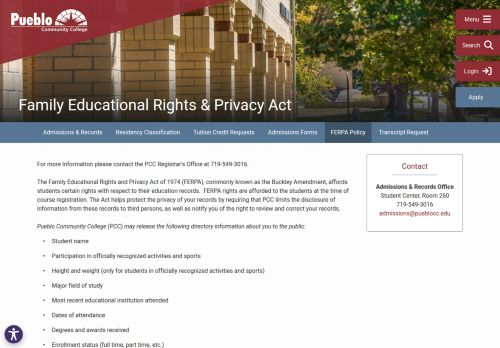 Pueblo
Community College
Menu
Search
Login
Apply
Family Educational Rights & Privacy Act
Admissions & Records
Residency Classification
Tuition Credit Requests
Admissions Forms
FERPA Policy
Transcript Request
For more Information please contact the PCC Registrar's Office at 719-549-3016.
The Family Educational Rights and Privacy Act of 1974 (FERPA), commonly known as the Buckley Amendment, affords
students certain rights with respect to their education records. FERPA rights are afforded to the students at the time of
course registration. The Act helps protect the privacy of your records by requiring that PCC limits the disclosure of
information from these records to third persons, as well as notify you of the right to review and correct your records.
Pueblo Community College (PCC) may release the following directory information about you to the public:
• Student name
• Participation in officially recognized activities and sports
• Height and weight (only for students in officially recognized activities and sports)
• Major field of study
• Most recent educational institution attended
• Dates of attendance
• Degrees and awards received
• Enrollment status (full time, part time, etc.)
Contact
Admissions & Records Office
Student Center, Room 260
719-549-3016
admissions@pueblocc.edu